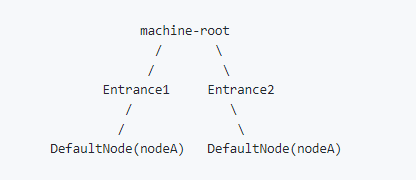 machine-root
/ \
/ \
Entrance1 Entrance2
/ \
/ \
DefaultNode(nodeA) DefaultNode(nodeA)